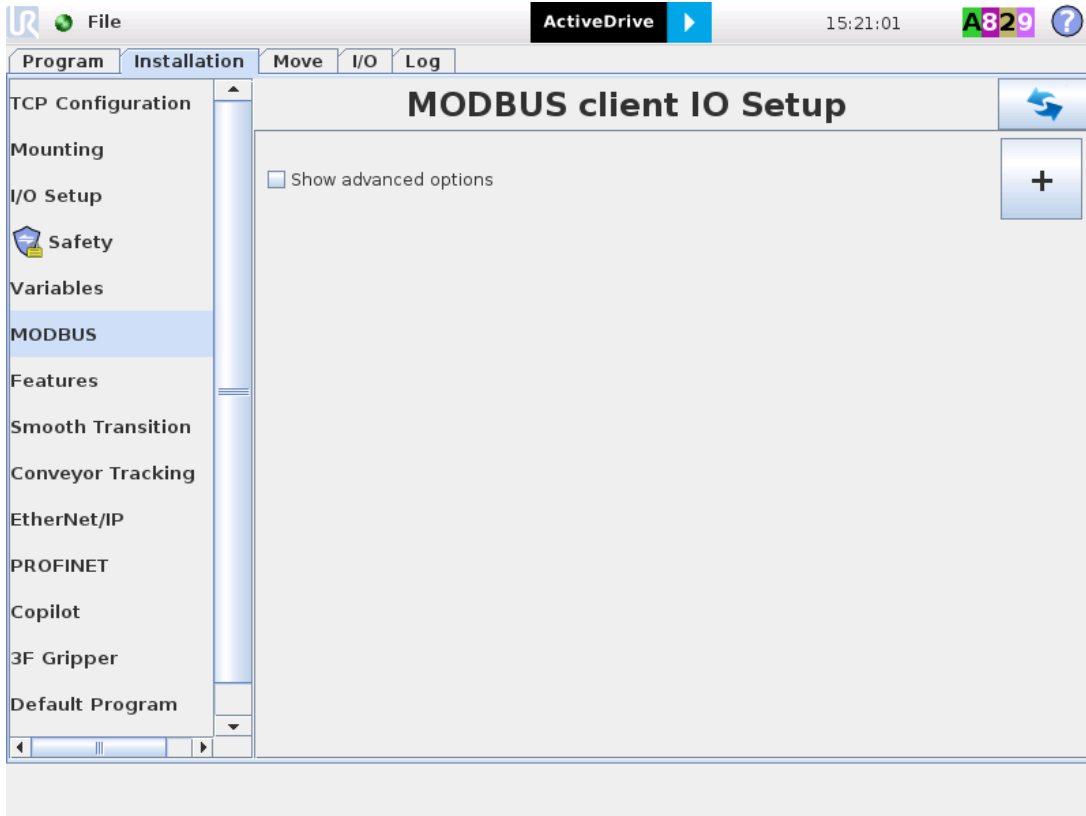 UR File ActiveDrive 15:21:01 A829 ?
Program Installation Move I/O Log
TCP Configuration
Mounting
I/O Setup
Safety
Variables
MODBUS
Features
Smooth Transition
Conveyor Tracking
EtherNet/IP
PROFINET
Copilot
3F Gripper
Default Program
MODBUS client IO Setup
Show advanced options
+